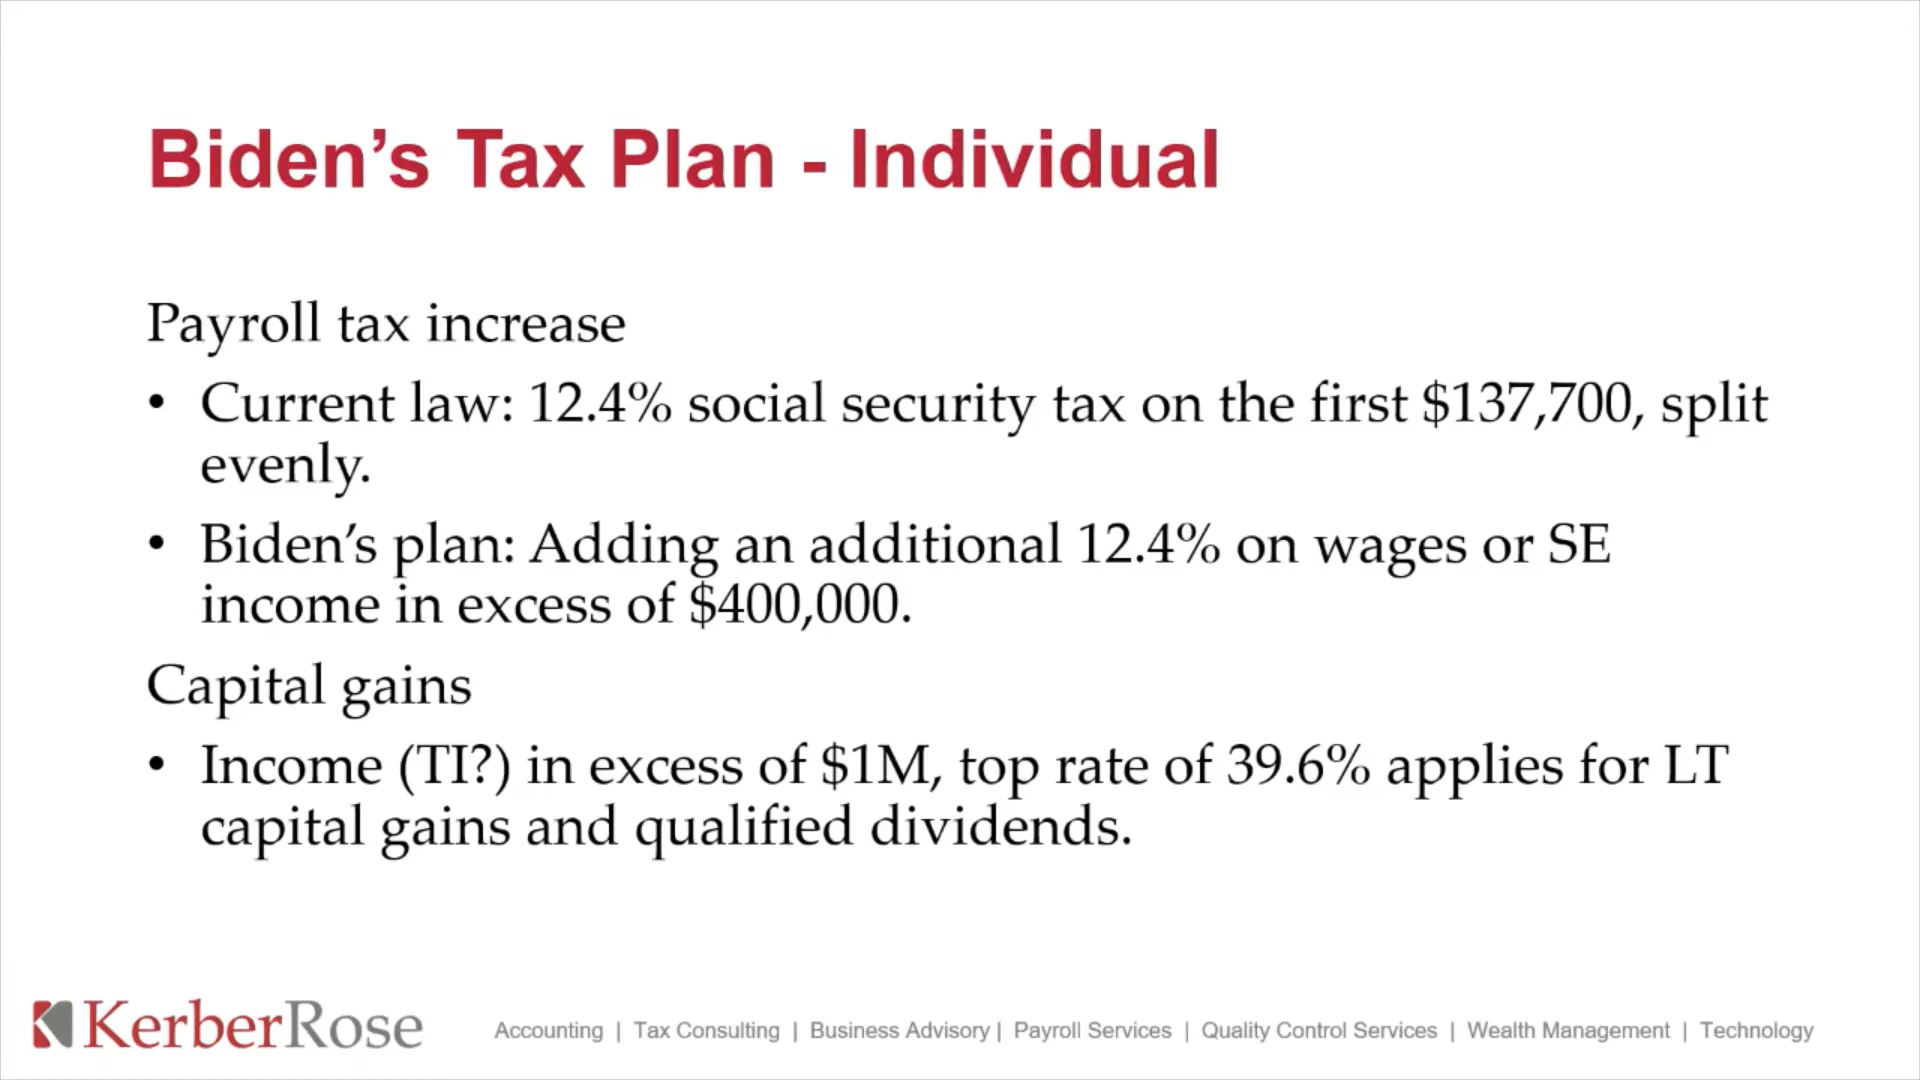 Biden’s Tax Plan - Individual
Payroll tax increase
• Current law: 12.4% social security tax on the first $137,700, split
evenly.
• Biden’s plan: Adding an additional 12.4% on wages or SE
income in excess of $400,000.
Capital gains
• Income (TI?) in excess of $1M, top rate of 39.6% applies for LT
capital gains and qualified dividends.
KerberRose
Accounting | Tax Consulting | Business Advisory | Payroll Services | Quality Control Services | Wealth Management | Technology